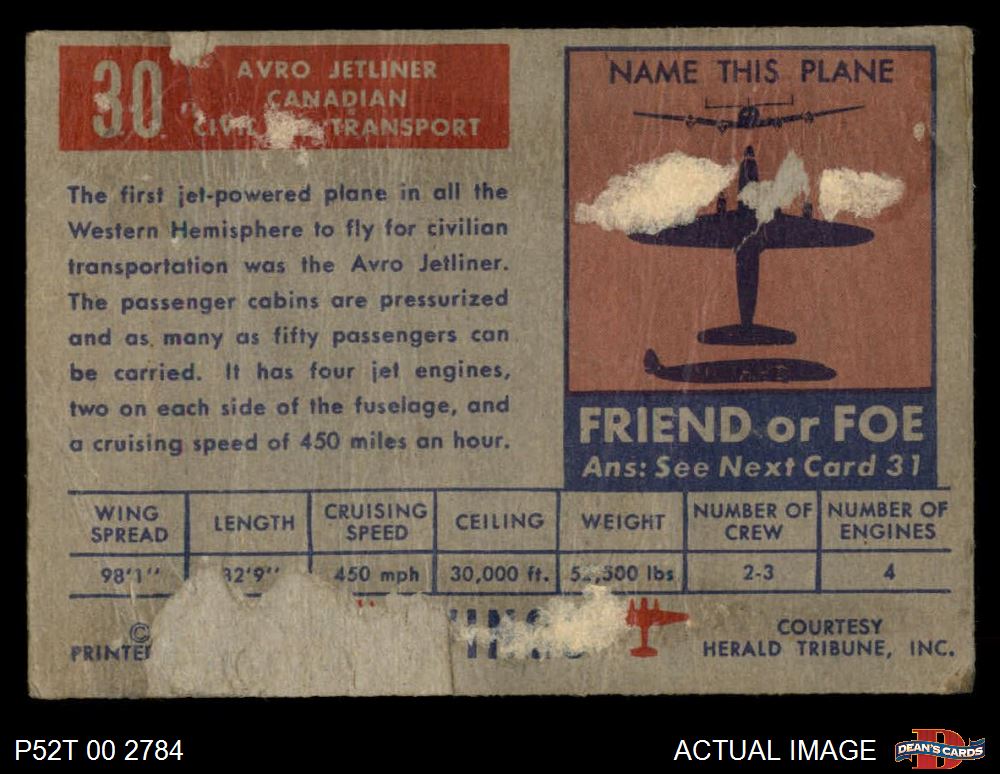 30
AVRO JETLINER
CANADIAN
TRANSPORT
The first jet-powered plane in all the
Western Hemisphere to fly for civilian
transportation was the Avro Jetliner.
The passenger cabins are pressurized
and as many as fifty passengers can
be carried. It has four jet engines,
two on each side of the fuselage, and
a cruising speed of 450 miles an hour.
NAME THIS PLANE
FRIEND or FOE
Ans: See Next Card 31
WING SPREAD LENGTH CRUISING SPEED CEILING WEIGHT NUMBER OF CREW NUMBER OF ENGINES
98'1" 450 mph 30,000 ft. lbs 2-3 4
©
COURTESY
HERALD TRIBUNE, INC.
P52T 00 2784
ACTUAL IMAGE
D
DEAN'S CARDS